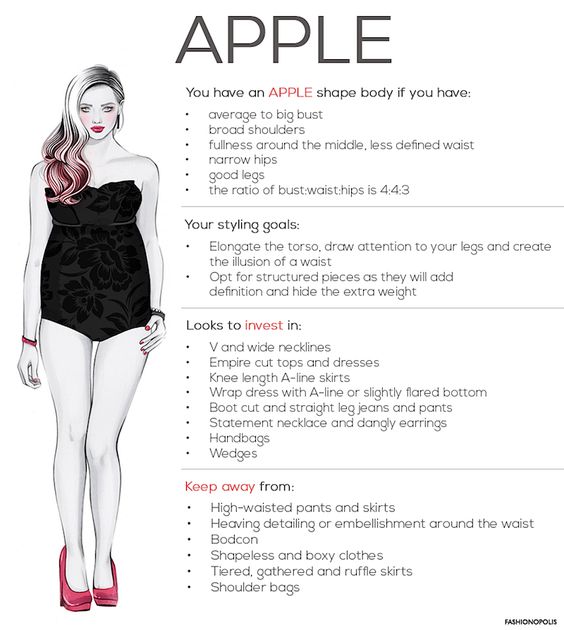 APPLE
You have an APPLE shape body if you have:
• average to big bust
• broad shoulders
• fullness around the middle, less defined waist
• narrow hips
• good legs
• the ratio of bust:waist:hips is 4:4:3
Your styling goals:
• Elongate the torso, draw attention to your legs and create
the illusion of a waist
• Opt for structured pieces as they will add
definition and hide the extra weight
Looks to invest in:
• V and wide necklines
• Empire cut tops and dresses
• Knee length A-line skirts
• Wrap dress with A-line or slightly flared bottom
• Boot cut and straight leg jeans and pants
• Statement necklace and dangly earrings
• Handbags
• Wedges
Keep away from:
• High-waisted pants and skirts
• Heaving detailing or embellishment around the waist
• Bodcon
• Shapeless and boxy clothes
• Tiered, gathered and ruffle skirts
• Shoulder bags
FASHIONOPOLIS